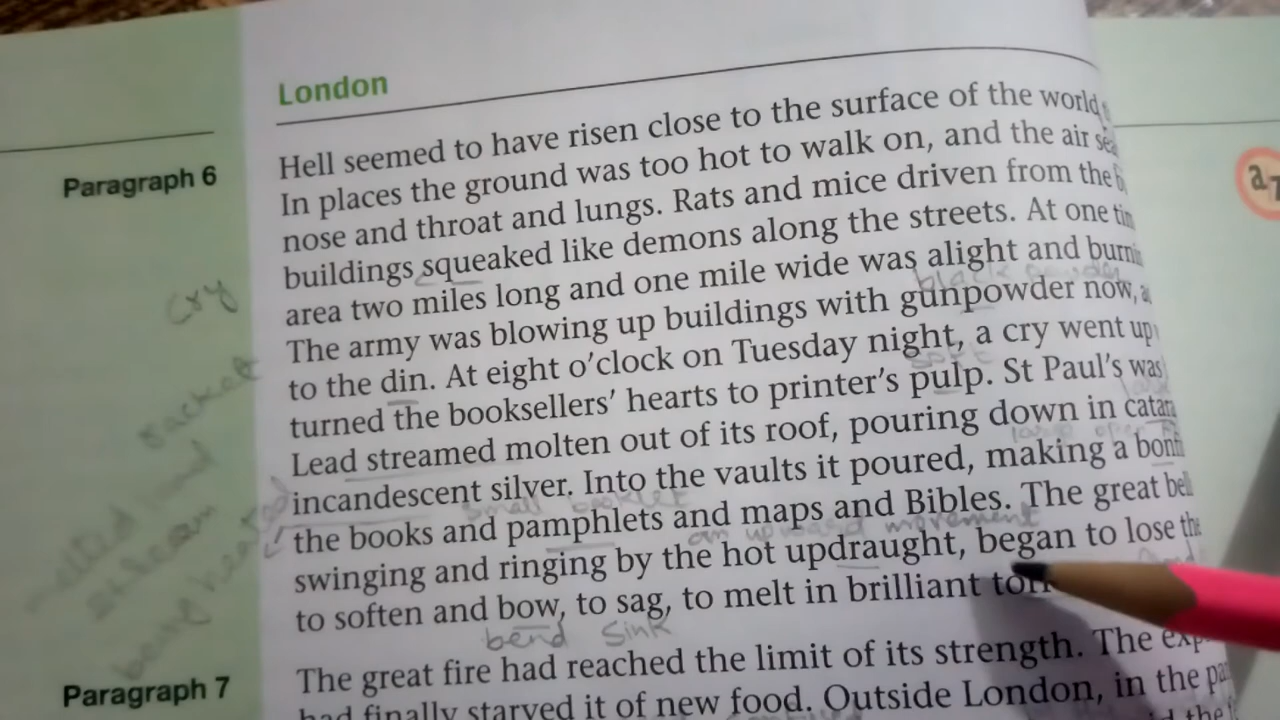 London
Paragraph 6
Hell seemed to have risen close to the surface of the world
In places the ground was too hot to walk on, and the air
nose and throat and lungs. Rats and mice driven from the
buildings squeaked like demons along the streets. At one
area two miles long and one mile wide was alight and
cry
black
The army was blowing up buildings with gunpowder now,
to the din. At eight o'clock on Tuesday night, a cry went up
racket
soft
turned the booksellers' hearts to printer's pulp. St Paul's was
Lead streamed molten out of its roof, pouring down in
melted
incandescent silver. Into the vaults it poured, making a
being heated
small booklet
the books and pamphlets and maps and Bibles. The great
an upward movement
swinging and ringing by the hot updraught, began to lose
to soften and bow, to sag, to melt in brilliant
bend sink
Paragraph 7
The great fire had reached the limit of its strength. The
had finally starved it of new food. Outside London, in the